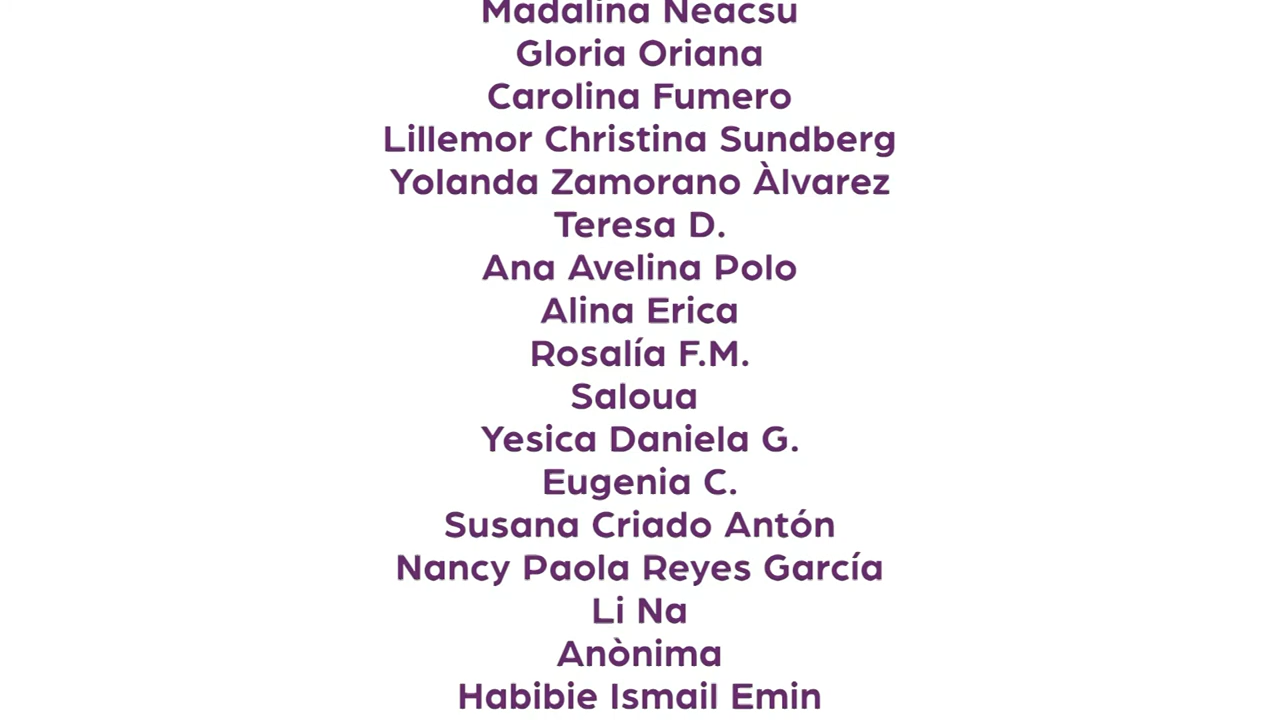 Madalina Neacsu
Gloria Oriana
Carolina Fumero
Lillemor Christina Sundberg
Yolanda Zamorano Àlvarez
Teresa D.
Ana Avelina Polo
Alina Erica
Rosalía F.M.
Saloua
Yesica Daniela G.
Eugenia C.
Susana Criado Antón
Nancy Paola Reyes García
Li Na
Anònima
Habibie Ismail Emin